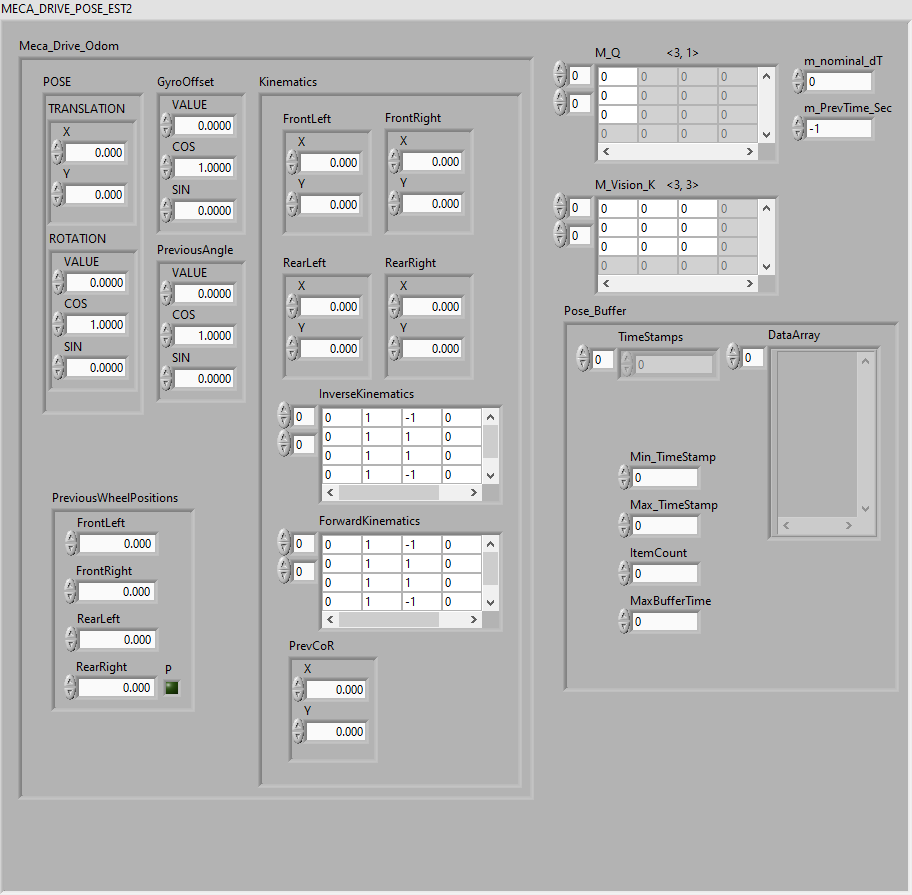 MECA_DRIVE_POSE_EST2
Meca_Drive_Odom
POSE
TRANSLATION
X
0.000
Y
0.000
ROTATION
VALUE
0.0000
COS
1.0000
SIN
0.0000
GyroOffset
VALUE
0.0000
COS
1.0000
SIN
0.0000
PreviousAngle
VALUE
0.0000
COS
1.0000
SIN
0.0000
PreviousWheelPositions
FrontLeft
0.000
FrontRight
0.000
RearLeft
0.000
RearRight p
0.000
Kinematics
FrontLeft
X
0.000
Y
0.000
FrontRight
X
0.000
Y
0.000
RearLeft
X
0.000
Y
0.000
RearRight
X
0.000
Y
0.000
InverseKinematics
0 0 1 -1 0
0 0 1 1 0
0 1 1 0
0 1 -1 0
ForwardKinematics
0 0 1 -1 0
0 0 1 1 0
0 1 1 0
0 1 -1 0
PrevCoR
X
0.000
Y
0.000
M_Q <3, 1>
0 0 0 0 0
0 0 0 0 0
0 0 0 0
0 0 0 0
m_nominal_dT
0
m_PrevTime_Sec
-1
M_Vision_K <3, 3>
0 0 0 0 0
0 0 0 0 0
0 0 0 0
0 0 0 0
Pose_Buffer
TimeStamps
0 0
DataArray
0
Min_TimeStamp
0
Max_TimeStamp
0
ItemCount
0
MaxBufferTime
0